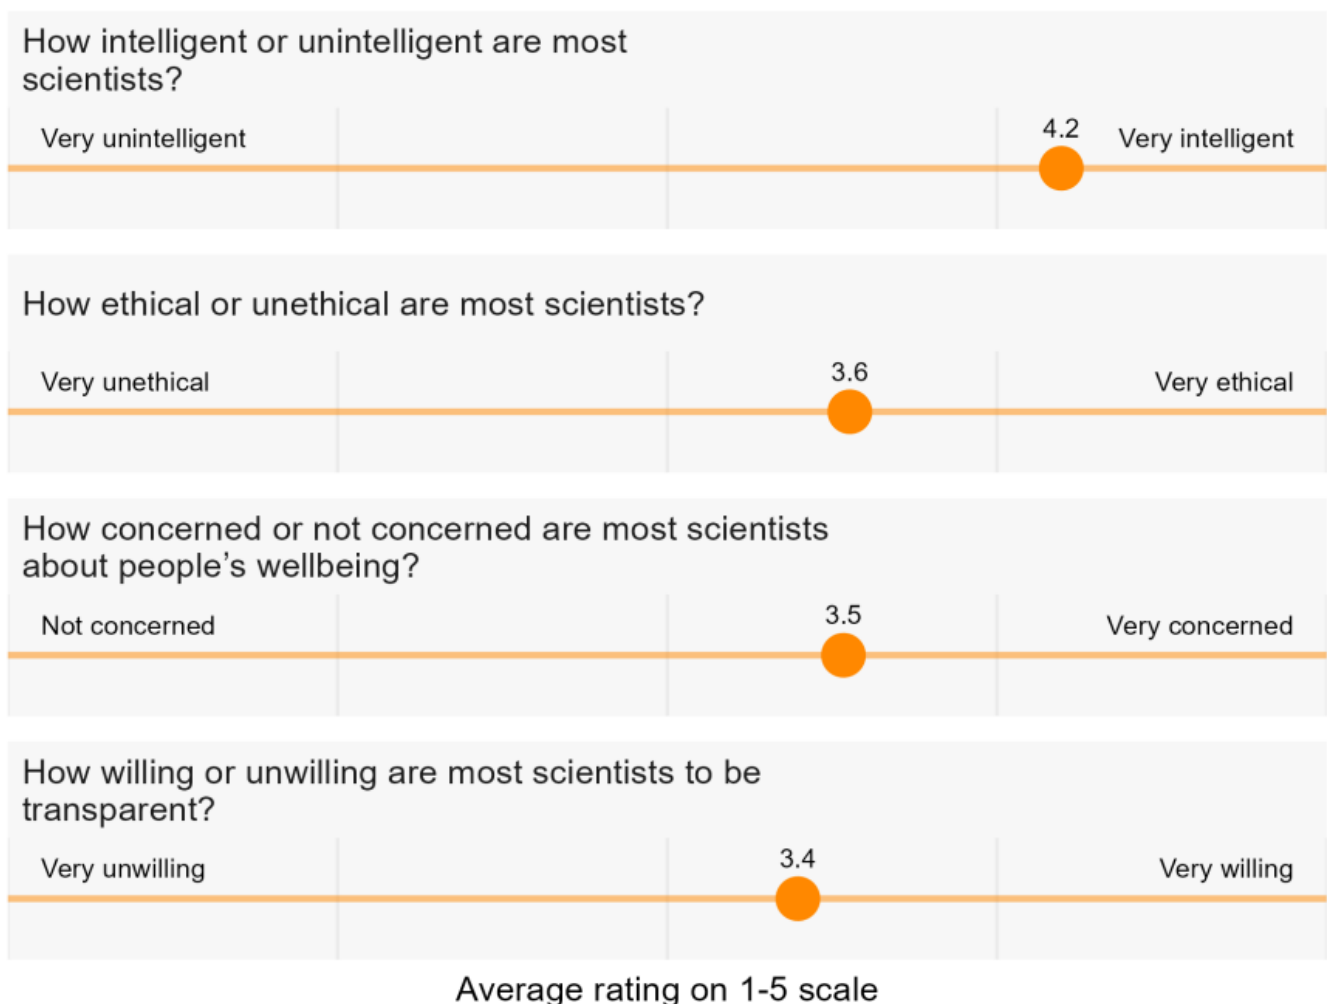 How intelligent or unintelligent are most
scientists?
4.2
Very unintelligent
Very intelligent
How ethical or unethical are most scientists?
3.6
Very unethical
Very ethical
How concerned or not concerned are most scientists
about people’s wellbeing?
3.5
Not concerned
Very concerned
How willing or unwilling are most scientists to be
transparent?
3.4
Very unwilling
Very willing
Average rating on 1-5 scale